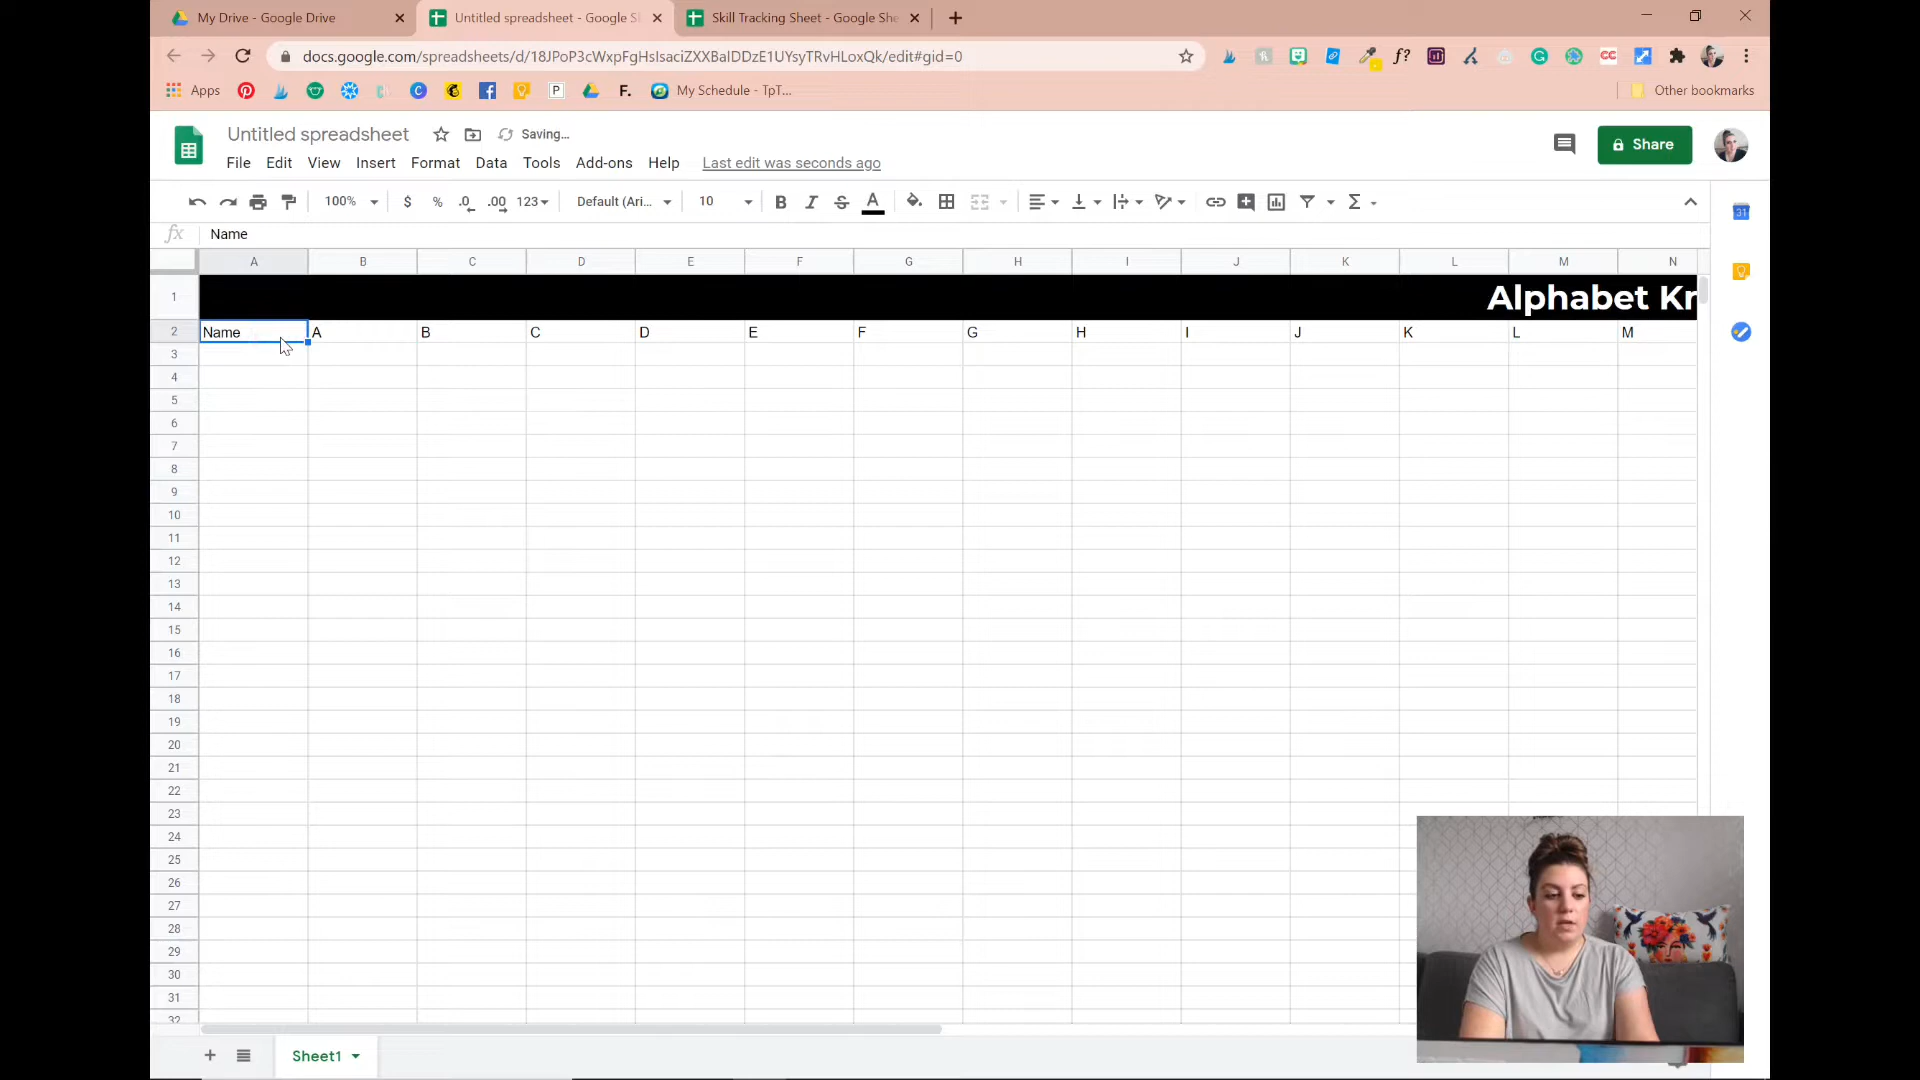 My Drive - Google Drive
Untitled spreadsheet - Google S
Skill Tracking Sheet - Google She
docs.google.com/spreadsheets/d/18JPoP3cWxpFgHsIsaciZXXBaIDDzE1UYsyTRvHLoxQk/edit#gid=0
Apps
My Schedule - TpT...
Other bookmarks
Untitled spreadsheet
Saving...
Share
File Edit View Insert Format Data Tools Add-ons Help Last edit was seconds ago
100% $ % .0 .00 123 Default (Ari... 10 B I S A
fx Name
A B C D E F G H I J K L M N
1 Alphabet Kr
2 Name A B C D E F G H I J K L M
3
4
5
6
7
8
9
10
11
12
13
14
15
16
17
18
19
20
21
22
23
24
25
26
27
28
29
30
31
32
Sheet1